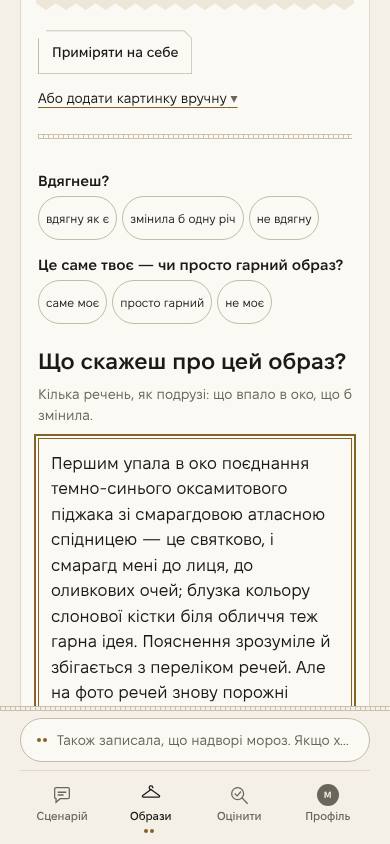 Приміряти на себе
Або додати картинку вручну ▾
Вдягнеш?
вдягну як є
змінила б одну річ
не вдягну
Це саме твоє — чи просто гарний образ?
саме моє
просто гарний
не моє
Що скажеш про цей образ?
Кілька речень, як подрузі: що впало в око, що б
змінила.
Першим упала в око поєднання
темно-синього оксамитового
піджака зі смарагдовою атласною
спідницею — це святково, і
смарагд мені до лиця, до
оливкових очей; блузка кольору
слонової кістки біля обличчя теж
гарна ідея. Пояснення зрозуміле й
збігається з переліком речей. Але
на фото речей знову порожні
Також записала, що надворі мороз. Якщо х...
Сценарій
Образи
Оцінити
М
Профіль